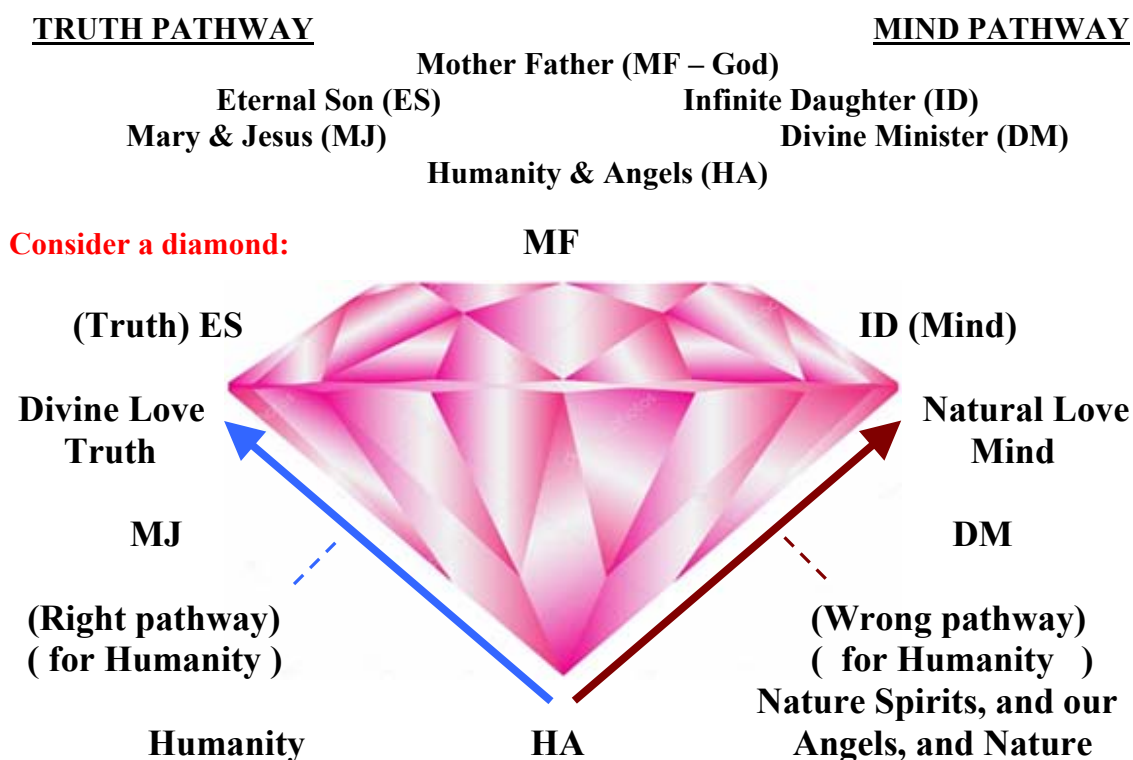 TRUTH PATHWAY MIND PATHWAY
Mother Father (MF – God)
Eternal Son (ES) Infinite Daughter (ID)
Mary & Jesus (MJ) Divine Minister (DM)
Humanity & Angels (HA)
Consider a diamond: MF
(Truth) ES ID (Mind)
Divine Love Natural Love
Truth Mind
MJ DM
(Right pathway) (Wrong pathway)
( for Humanity ) ( for Humanity )
Nature Spirits, and our
Humanity HA Angels, and Nature